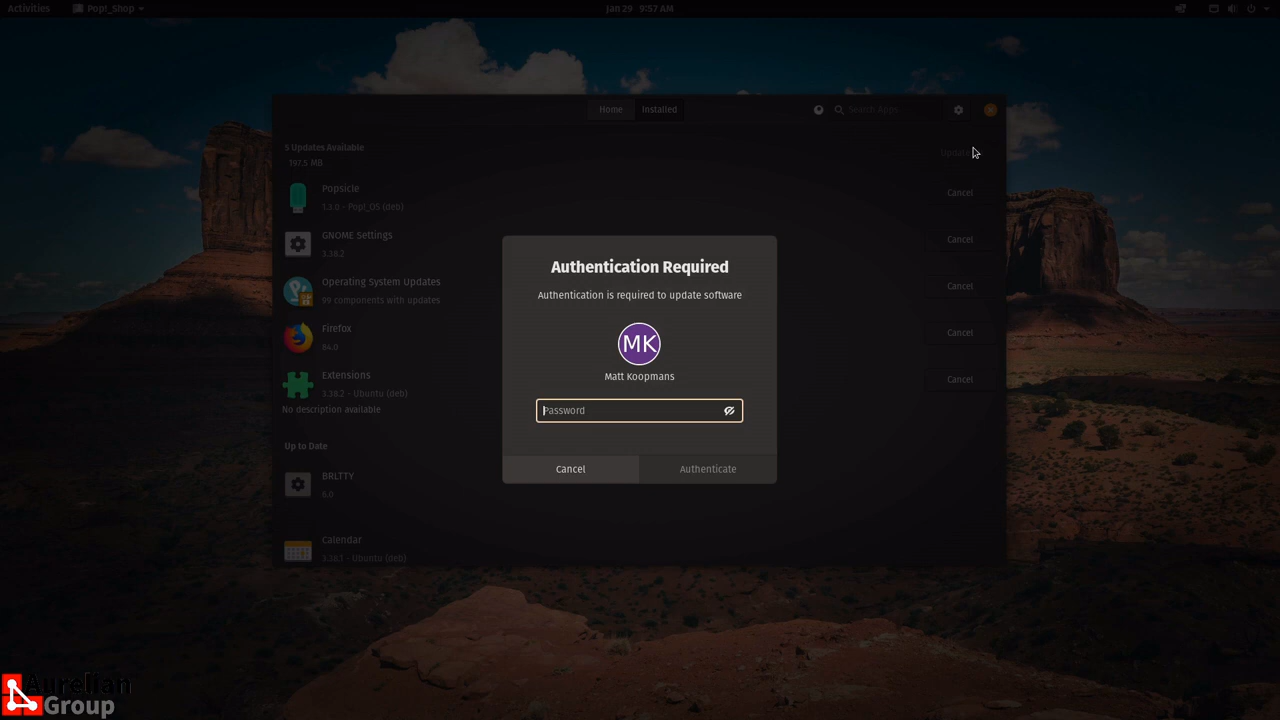 Activities
Pop!_Shop
Jan 29 9:57 AM
Home
Installed
Search Apps
5 Updates Available
197.5 MB
Popsicle
1.3.0 - Pop!_OS (deb)
Cancel
GNOME Settings
3.38.2
Cancel
Operating System Updates
99 components with updates
Cancel
Firefox
84.0
Cancel
Extensions
3.38.2 - Ubuntu (deb)
Cancel
No description available
Up to Date
BRLTTY
6.0
Calendar
3.38.1 - Ubuntu (deb)
Authentication Required
Authentication is required to update software
MK
Matt Koopmans
Password
Cancel
Authenticate
Aurelian
Group